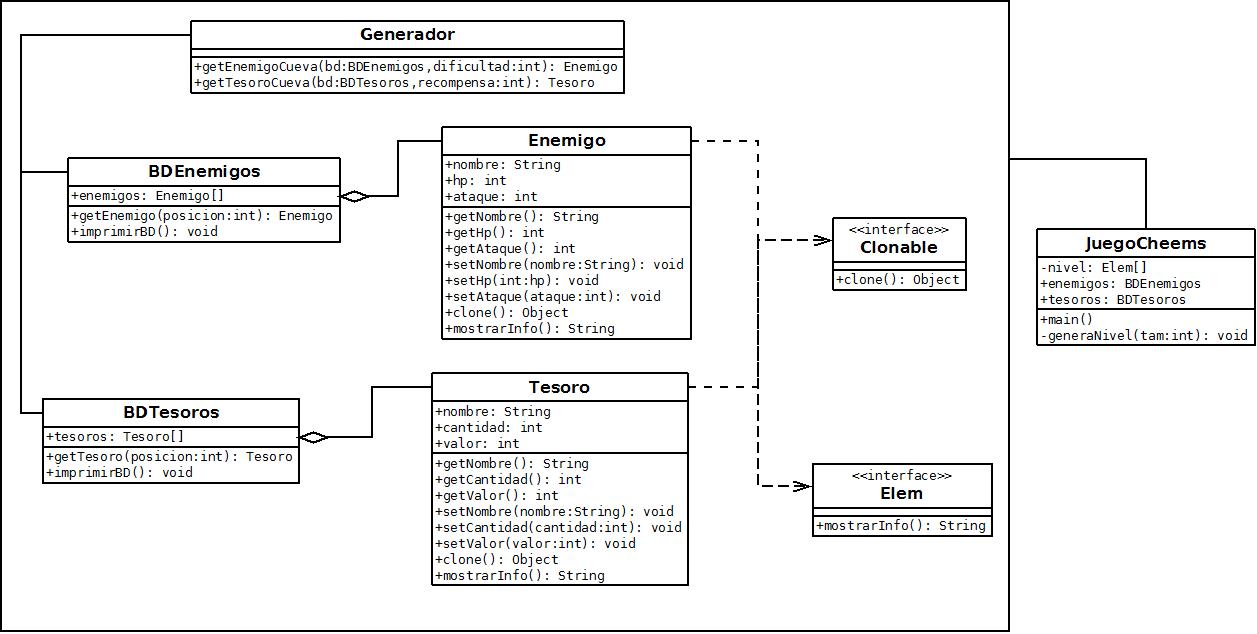 Generador
+getEnemigoCueva(bd:BDEnemigos,dificultad:int): Enemigo
+getTesoroCueva(bd:BDTesoros,recompensa:int): Tesoro
BDEnemigos
+enemigos: Enemigo[]
+getEnemigo(posicion:int): Enemigo
+imprimirBD(): void
Enemigo
+nombre: String
+hp: int
+ataque: int
+getNombre(): String
+getHp(): int
+getAtaque(): int
+setNombre(nombre:String): void
+setHp(int:hp): void
+setAtaque(ataque:int): void
+clone(): Object
+mostrarInfo(): String
<<interface>>
Clonable
+clone(): Object
JuegoCheems
-nivel: Elem[]
+enemigos: BDEnemigos
+tesoros: BDTesoros
+main()
-generaNivel(tam:int): void
BDTesoros
+tesoros: Tesoro[]
+getTesoro(posicion:int): Tesoro
+imprimirBD(): void
Tesoro
+nombre: String
+cantidad: int
+valor: int
+getNombre(): String
+getCantidad(): int
+getValor(): int
+setNombre(nombre:String): void
+setCantidad(cantidad:int): void
+setValor(valor:int): void
+clone(): Object
+mostrarInfo(): String
<<interface>>
Elem
+mostrarInfo(): String